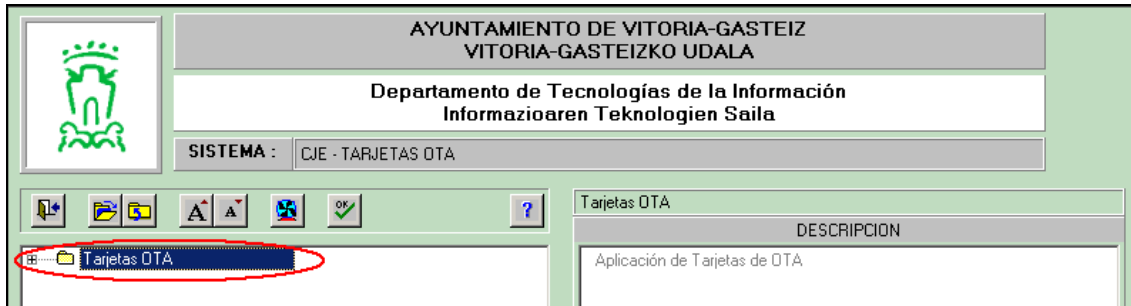 AYUNTAMIENTO DE VITORIA-GASTEIZ
VITORIA-GASTEIZKO UDALA
Departamento de Tecnologías de la Información
Informazioaren Teknologien Saila
SISTEMA : CJE - TARJETAS OTA
A A OK ?
Tarjetas OTA
DESCRIPCION
Tarjetas OTA
Aplicación de Tarjetas de OTA